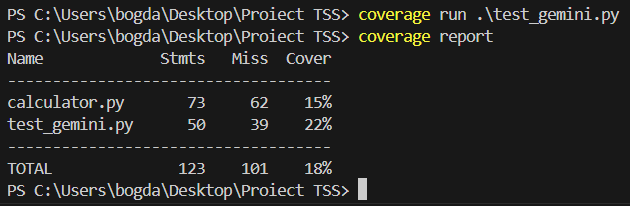 PS C:\Users\bogda\Desktop\Proiect TSS> coverage run .\test_gemini.py
PS C:\Users\bogda\Desktop\Proiect TSS> coverage report
Name             Stmts   Miss  Cover
------------------------------------
calculator.py       73     62    15%
test_gemini.py      50     39    22%
------------------------------------
TOTAL              123    101    18%
PS C:\Users\bogda\Desktop\Proiect TSS>